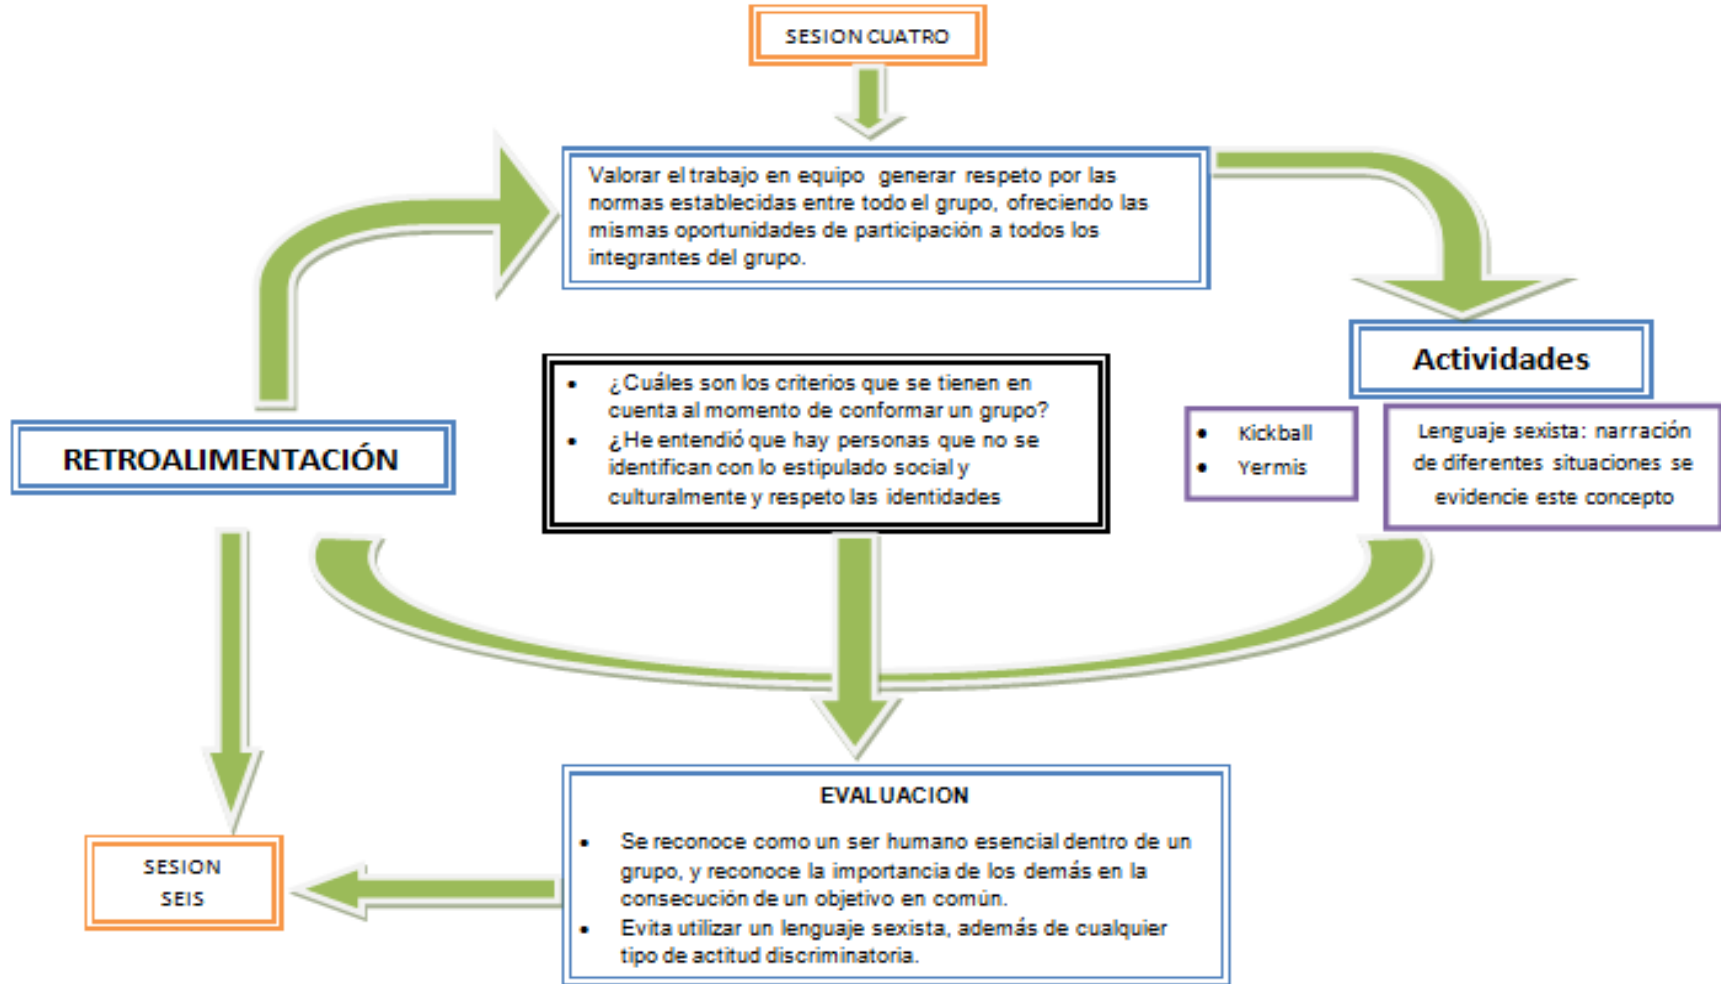 SESION CUATRO
Valorar el trabajo en equipo generar respeto por las
normas establecidas entre todo el grupo, ofreciendo las
mismas oportunidades de participación a todos los
integrantes del grupo.
Actividades
• Kickball
• Yermis
Lenguaje sexista: narración
de diferentes situaciones se
evidencie este concepto
• ¿Cuáles son los criterios que se tienen en
cuenta al momento de conformar un grupo?
• ¿He entendió que hay personas que no se
identifican con lo estipulado social y
culturalmente y respeto las identidades
RETROALIMENTACIÓN
EVALUACION
• Se reconoce como un ser humano esencial dentro de un
grupo, y reconoce la importancia de los demás en la
consecución de un objetivo en común.
• Evita utilizar un lenguaje sexista, además de cualquier
tipo de actitud discriminatoria.
SESION
SEIS